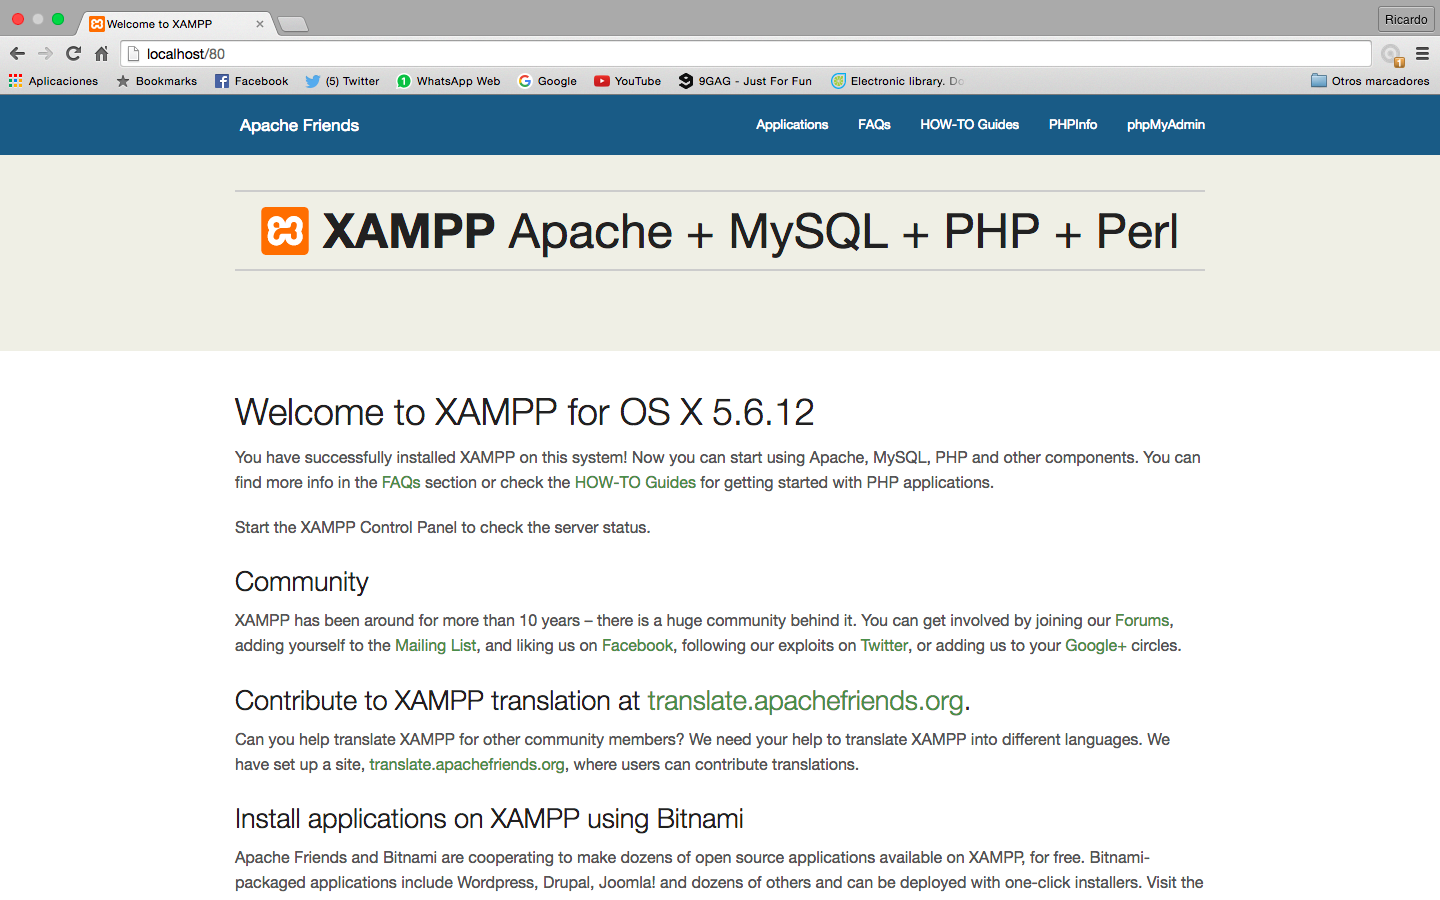 Welcome to XAMPP
Ricardo
localhost/80
1
Aplicaciones Bookmarks Facebook (5) Twitter 1 WhatsApp Web Google YouTube 9GAG - Just For Fun Electronic library. Do Otros marcadores
Apache Friends Applications FAQs HOW-TO Guides PHPInfo phpMyAdmin
XAMPP Apache + MySQL + PHP + Perl
Welcome to XAMPP for OS X 5.6.12
You have successfully installed XAMPP on this system! Now you can start using Apache, MySQL, PHP and other components. You can
find more info in the FAQs section or check the HOW-TO Guides for getting started with PHP applications.
Start the XAMPP Control Panel to check the server status.
Community
XAMPP has been around for more than 10 years – there is a huge community behind it. You can get involved by joining our Forums,
adding yourself to the Mailing List, and liking us on Facebook, following our exploits on Twitter, or adding us to your Google+ circles.
Contribute to XAMPP translation at translate.apachefriends.org.
Can you help translate XAMPP for other community members? We need your help to translate XAMPP into different languages. We
have set up a site, translate.apachefriends.org, where users can contribute translations.
Install applications on XAMPP using Bitnami
Apache Friends and Bitnami are cooperating to make dozens of open source applications available on XAMPP, for free. Bitnami-
packaged applications include Wordpress, Drupal, Joomla! and dozens of others and can be deployed with one-click installers. Visit the